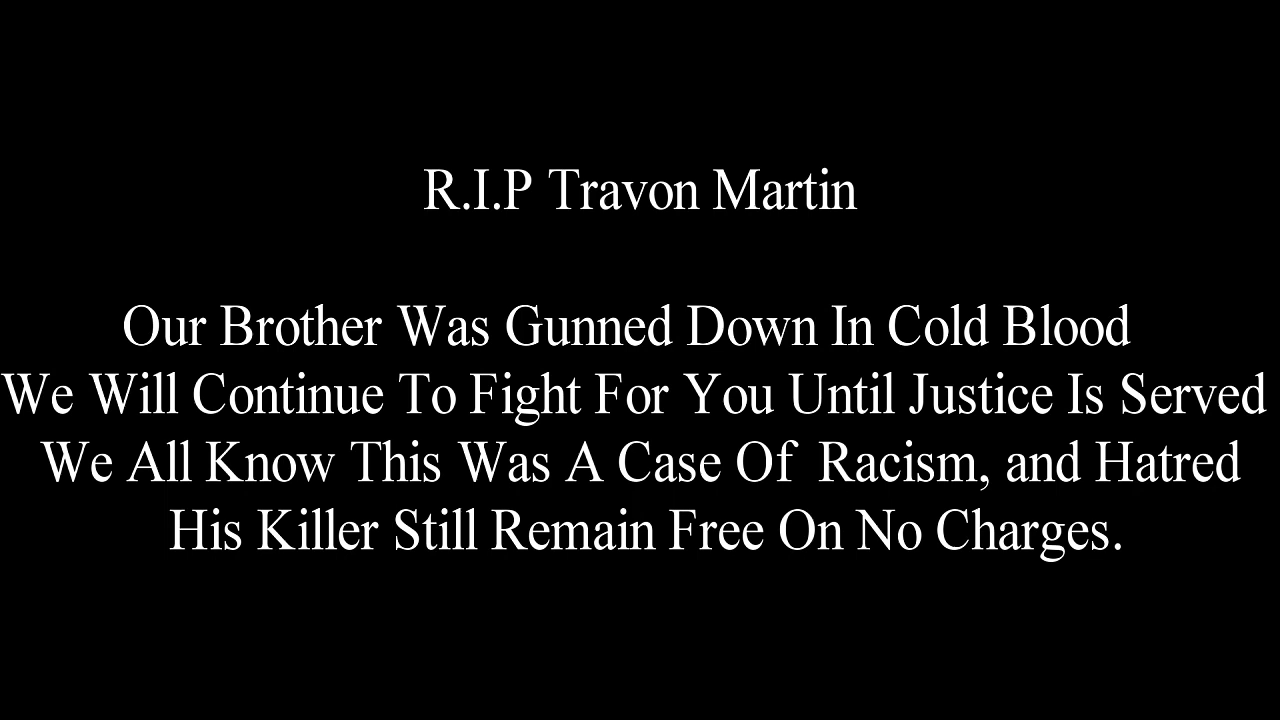 R.I.P Travon Martin
Our Brother Was Gunned Down In Cold Blood
We Will Continue To Fight For You Until Justice Is Served
We All Know This Was A Case Of Racism, and Hatred
His Killer Still Remain Free On No Charges.